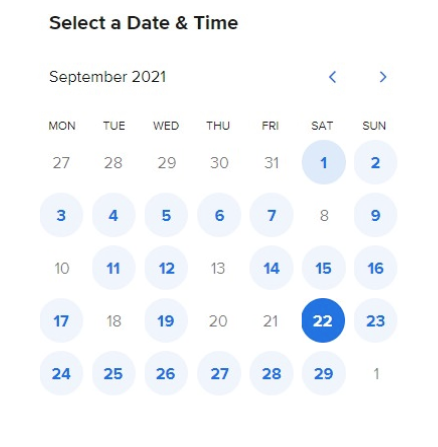 Select a Date & Time
September 2021
MON TUE WED THU FRI SAT SUN
27 28 29 30 31 1 2
3 4 5 6 7 8 9
10 11 12 13 14 15 16
17 18 19 20 21 22 23
24 25 26 27 28 29 1